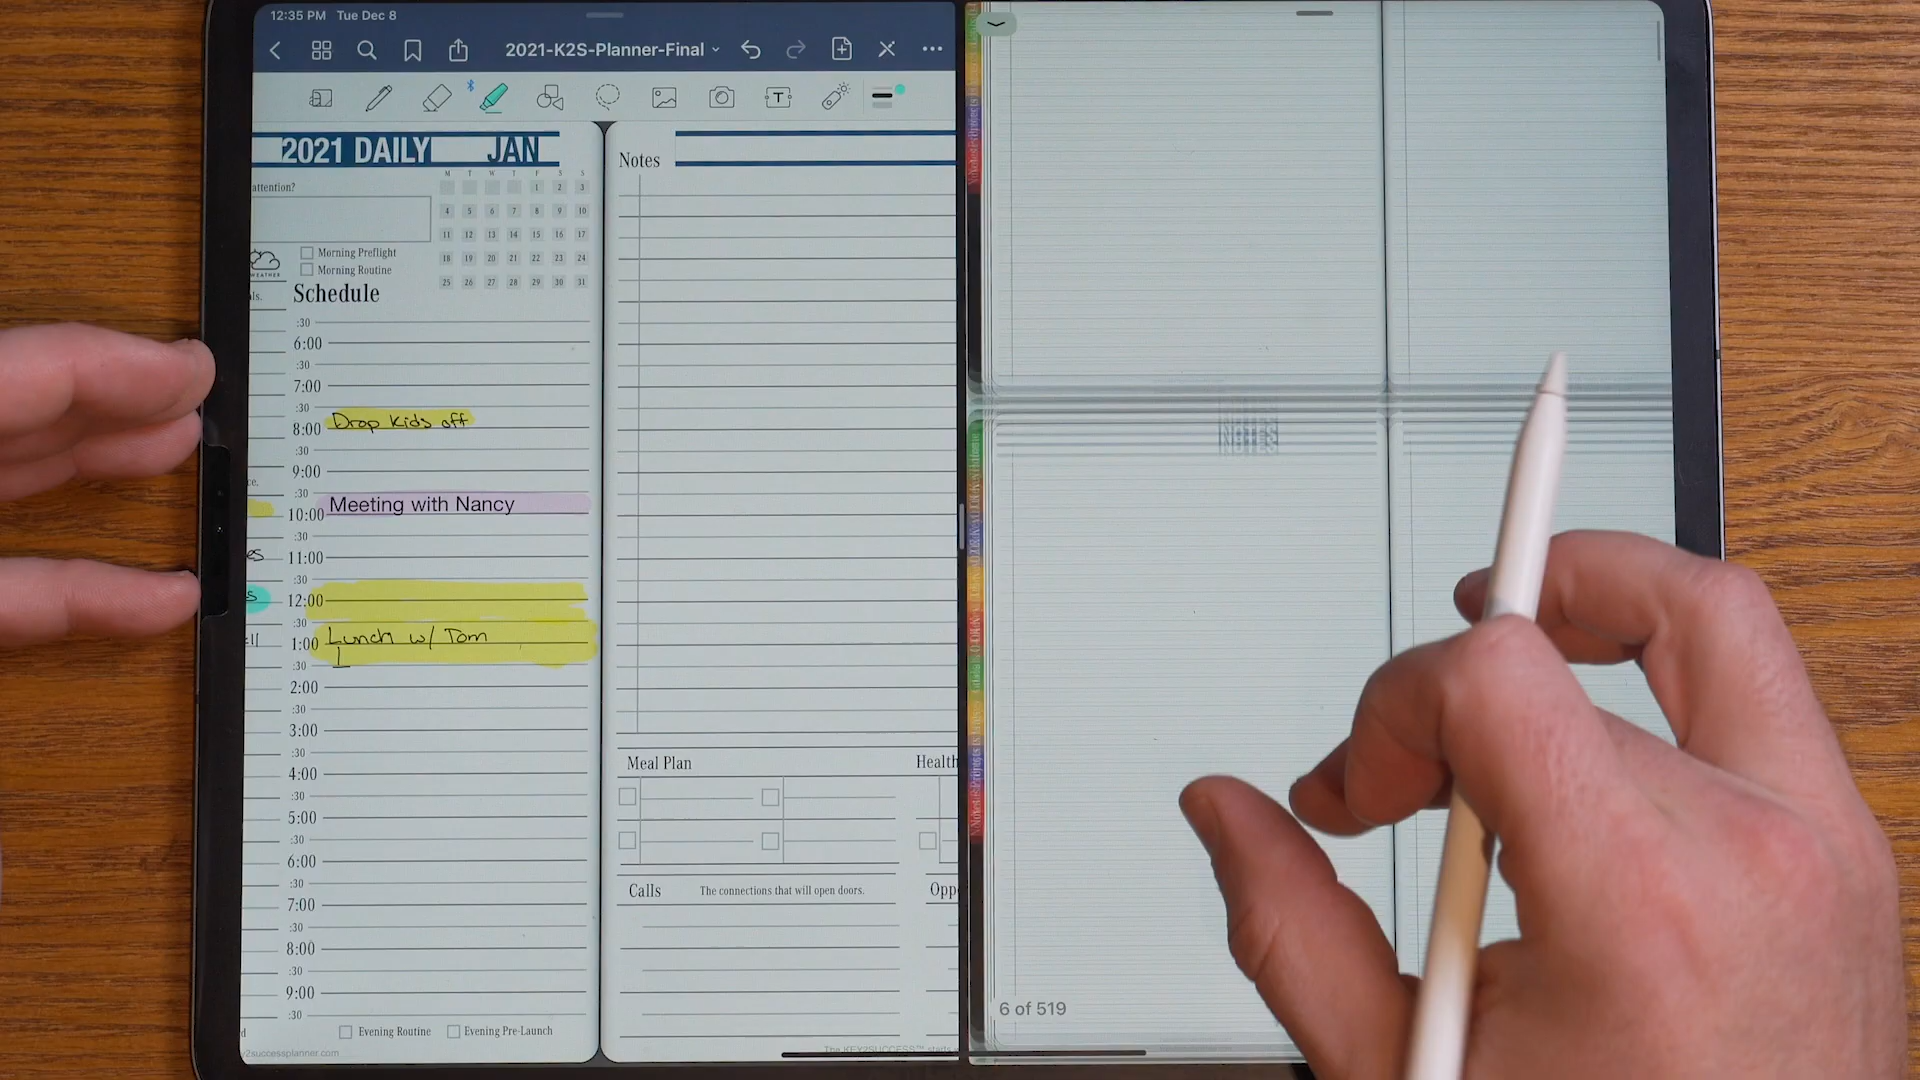 12:35 PM Tue Dec 8
2021-K2S-Planner-Final
2021 DAILY JAN
attention?
M T W T F S S
1 2 3
4 5 6 7 8 9 10
11 12 13 14 15 16 17
18 19 20 21 22 23 24
25 26 27 28 29 30 31
Morning Preflight
Morning Routine
WEATHER
Schedule
:30
6:00
:30
7:00
:30
8:00 Drop kids off
:30
9:00
:30
10:00 Meeting with Nancy
:30
11:00
:30
12:00
:30
1:00 Lunch w/ Tom
:30
2:00
:30
3:00
:30
4:00
:30
5:00
:30
6:00
:30
7:00
:30
8:00
:30
9:00
:30
Evening Routine Evening Pre-Launch
y2successplanner.com
Notes
Meal Plan
Health
Calls The connections that will open doors.
Opp
The KEY2SUCCESS™ starts
NOTES
6 of 519